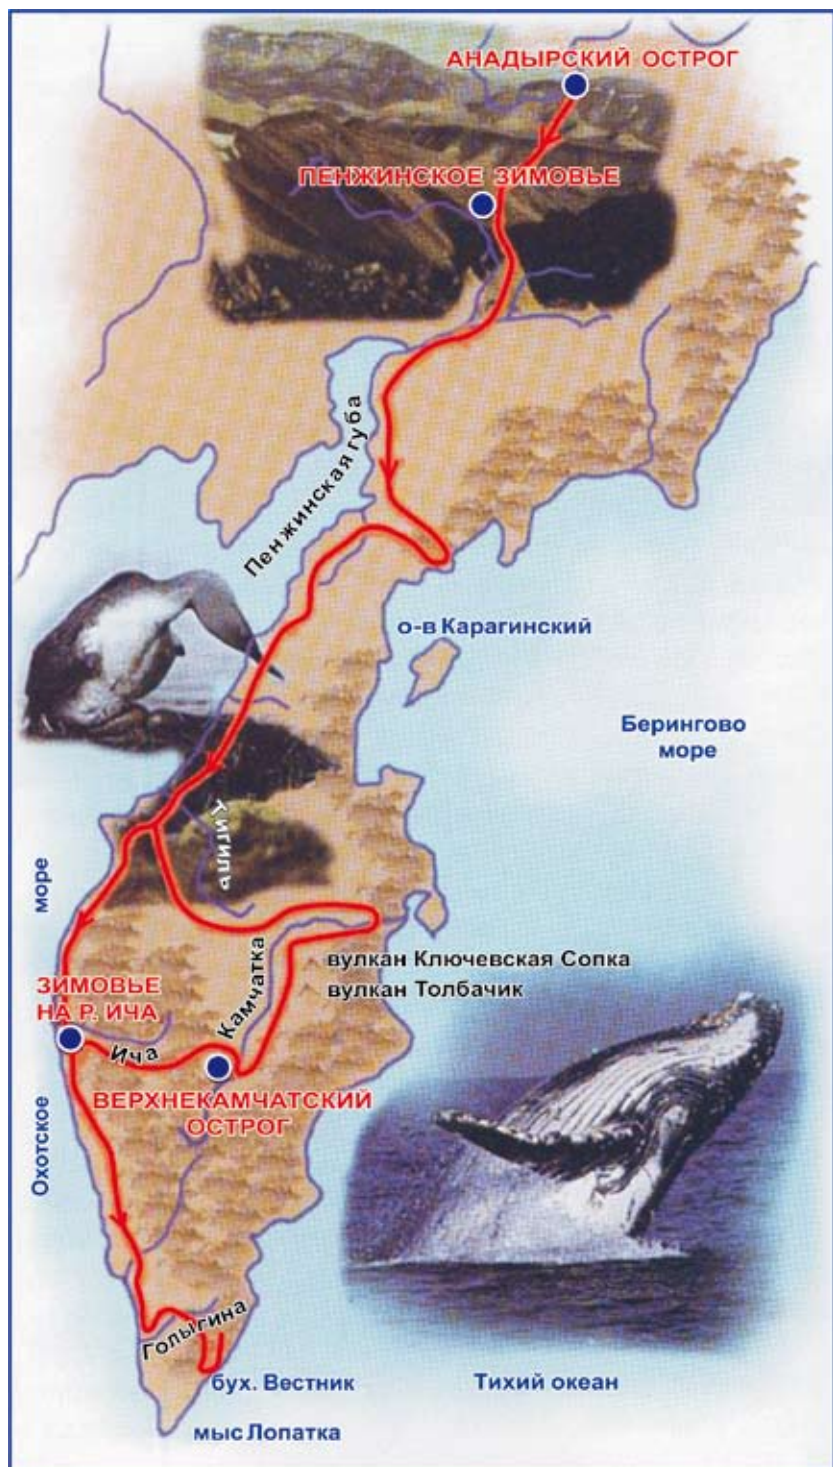 АНАДЫРСКИЙ ОСТРОГ
ПЕНЖИНСКОЕ ЗИМОВЬЕ
Пенжинская губа
о-в Карагинский
Берингово
море
Тигиль
море
Камчатка
вулкан Ключевская Сопка
вулкан Толбачик
ЗИМОВЬЕ
НА Р. ИЧА
Ича
ВЕРХНЕКАМЧАТСКИЙ
ОСТРОГ
Охотское
Голыгина
бух. Вестник
Тихий океан
мыс Лопатка